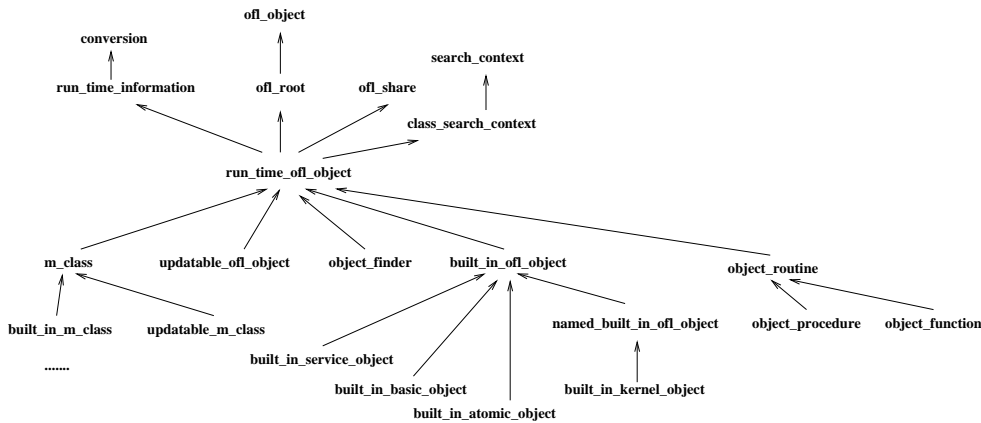 ofl_object
conversion
search_context
run_time_information
ofl_root
ofl_share
class_search_context
run_time_ofl_object
m_class
updatable_ofl_object
object_finder
built_in_ofl_object
object_routine
built_in_m_class
updatable_m_class
named_built_in_ofl_object
object_procedure
object_function
built_in_service_object
.......
built_in_basic_object
built_in_kernel_object
built_in_atomic_object